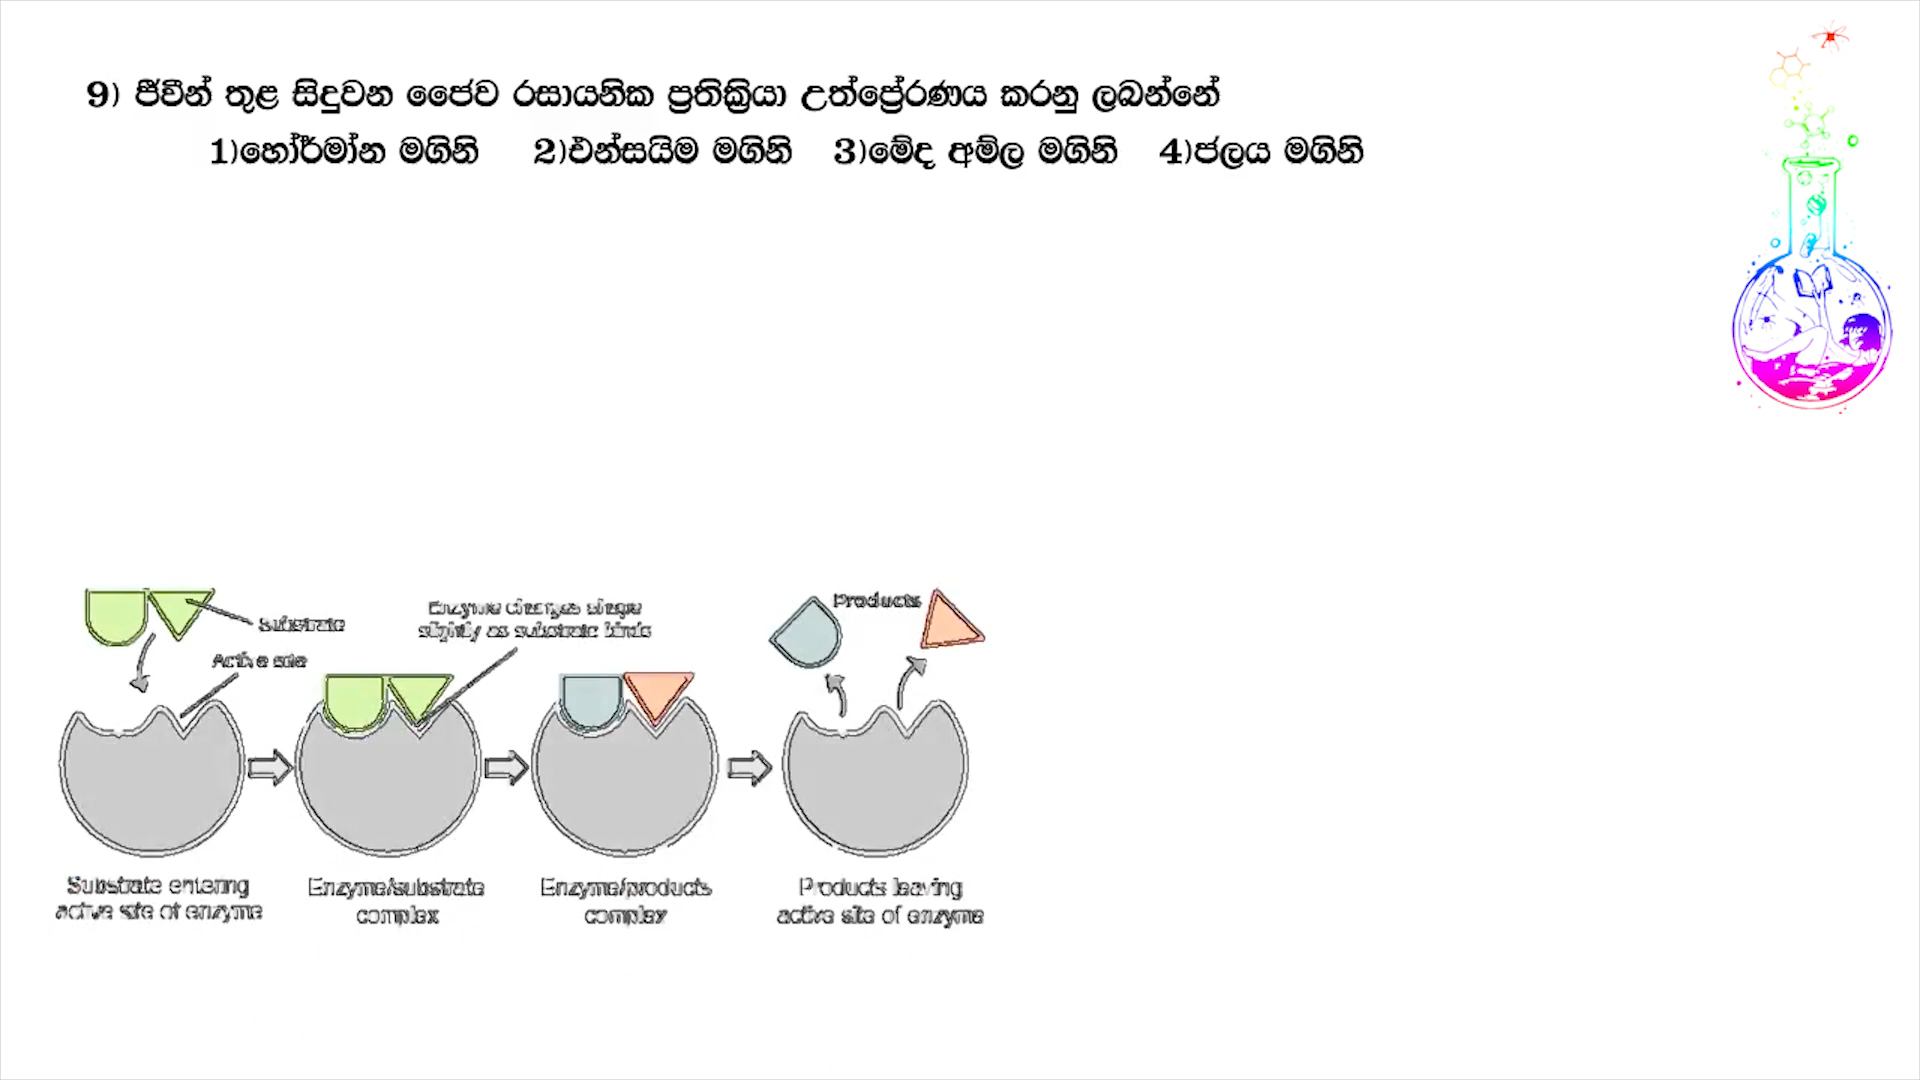 9) ජීවීන් තුළ සිදුවන ජෛව රසායනික ප්‍රතික්‍රියා උත්ප්‍රේරණය කරනු ලබන්නේ
1)හෝර්මෝන මගිනි 2)එන්සයිම මගිනි 3)මේද අම්ල මගිනි 4)ජලය මගිනි
Substrate
Active site
Enzyme changes shape
slightly as substrate binds
Products
Substrate entering
active site of enzyme
Enzyme/substrate
complex
Enzyme/products
complex
Products leaving
active site of enzyme